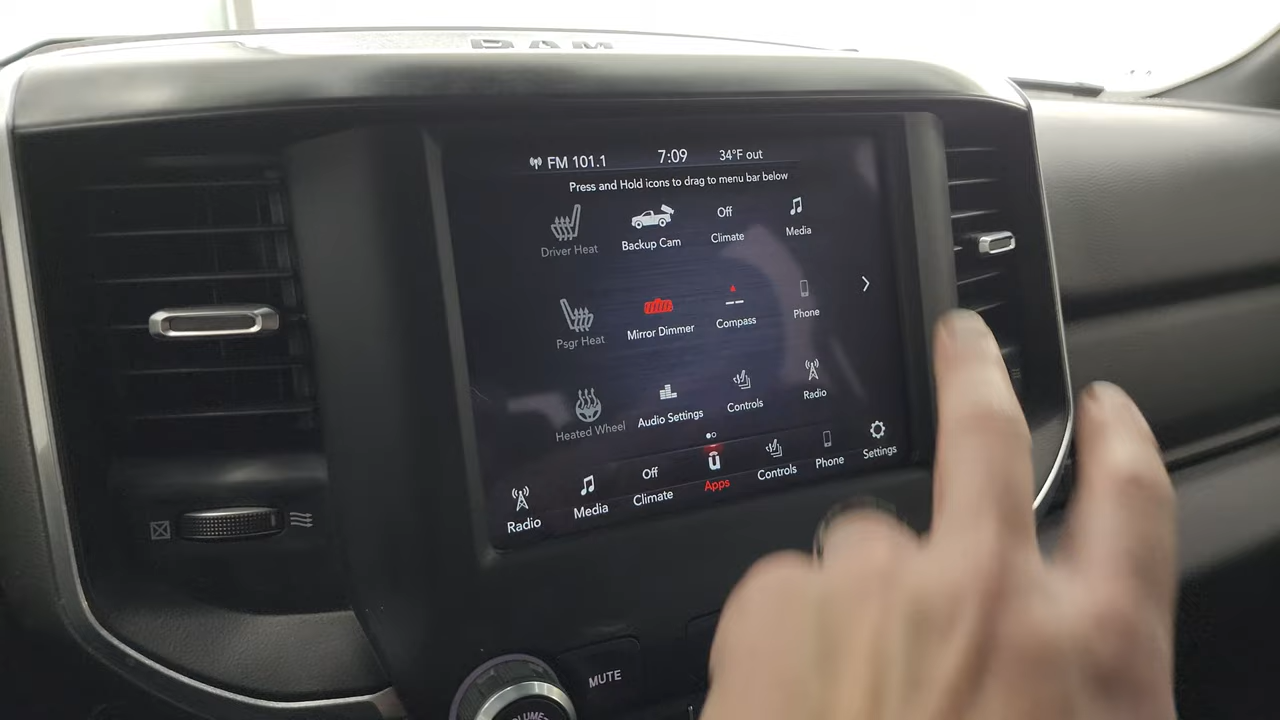 RAM
FM 101.1 7:09 34°F out
Press and Hold icons to drag to menu bar below
Driver Heat
Backup Cam
Off
Climate
Media
Psgr Heat
Mirror Dimmer
Compass
Phone
Heated Wheel
Audio Settings
Controls
Radio
Radio
Media
Off
Climate
Apps
Controls
Phone
Settings
MUTE
VOLUME